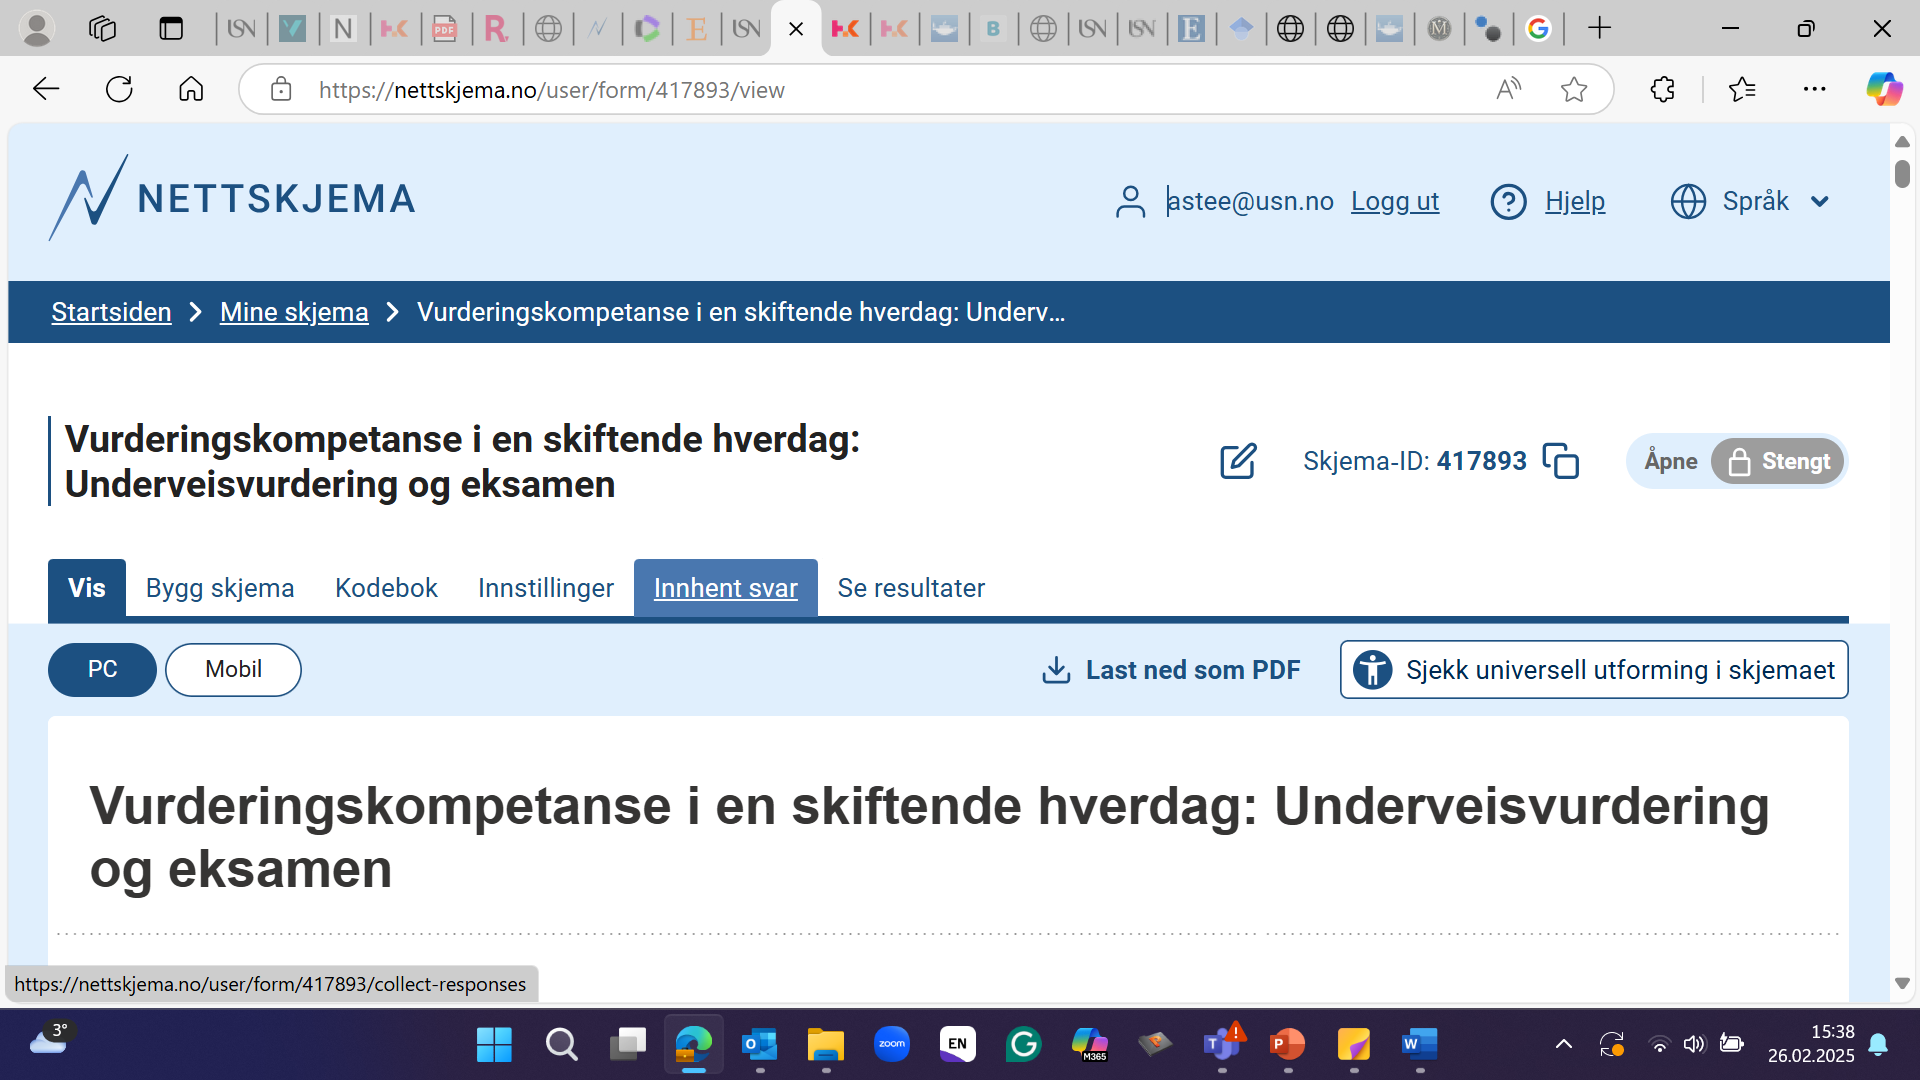 https://nettskjema.no/user/form/417893/view
NETTSKJEMA
astee@usn.no Logg ut Hjelp Språk
Startsiden > Mine skjema > Vurderingskompetanse i en skiftende hverdag: Underv...
Vurderingskompetanse i en skiftende hverdag:
Underveisvurdering og eksamen
Skjema-ID: 417893
Åpne Stengt
Vis Bygg skjema Kodebok Innstillinger Innhent svar Se resultater
PC Mobil Last ned som PDF Sjekk universell utforming i skjemaet
Vurderingskompetanse i en skiftende hverdag: Underveisvurdering
og eksamen
https://nettskjema.no/user/form/417893/collect-responses
3°
zoom
EN
M365
15:38
26.02.2025